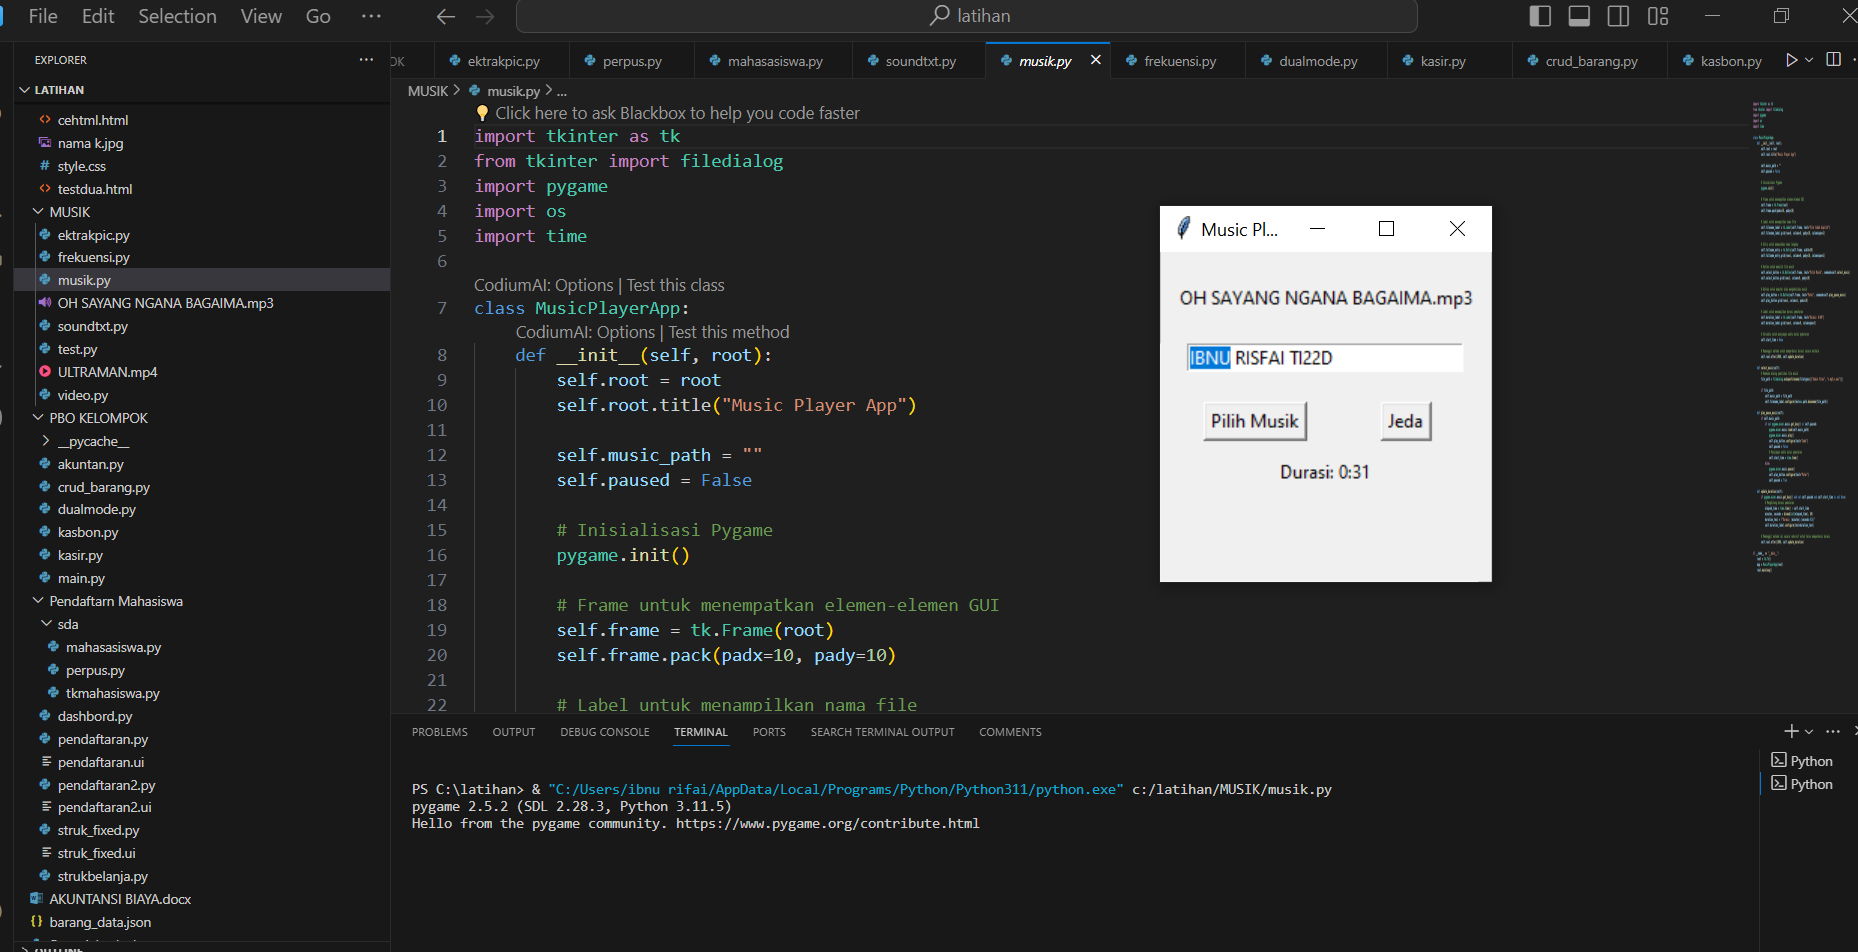 File Edit Selection View Go ··· latihan
EXPLORER ···
LATIHAN
cehtml.html
nama k.jpg
style.css
testdua.html
MUSIK
ektrakpic.py
frekuensi.py
musik.py
OH SAYANG NGANA BAGAIMA.mp3
soundtxt.py
test.py
ULTRAMAN.mp4
video.py
PBO KELOMPOK
__pycache__
akuntan.py
crud_barang.py
dualmode.py
kasbon.py
kasir.py
main.py
Pendaftarn Mahasiswa
sda
mahasasiswa.py
perpus.py
tkmahasiswa.py
dashbord.py
pendaftaran.py
pendaftaran.ui
pendaftaran2.py
pendaftaran2.ui
struk_fixed.py
struk_fixed.ui
strukbelanja.py
AKUNTANSI BIAYA.docx
barang_data.json
OUTLINE
OK ektrakpic.py perpus.py mahasasiswa.py soundtxt.py musik.py frekuensi.py dualmode.py kasir.py crud_barang.py kasbon.py
MUSIK > musik.py > ...
Click here to ask Blackbox to help you code faster
1 import tkinter as tk
2 from tkinter import filedialog
3 import pygame
4 import os
5 import time
6
CodiumAI: Options | Test this class
7 class MusicPlayerApp:
CodiumAI: Options | Test this method
8 def __init__(self, root):
9 self.root = root
10 self.root.title("Music Player App")
11
12 self.music_path = ""
13 self.paused = False
14
15 # Inisialisasi Pygame
16 pygame.init()
17
18 # Frame untuk menempatkan elemen-elemen GUI
19 self.frame = tk.Frame(root)
20 self.frame.pack(padx=10, pady=10)
21
22 # Label untuk menampilkan nama file
Music Pl...
OH SAYANG NGANA BAGAIMA.mp3
IBNU RISFAI TI22D
Pilih Musik Jeda
Durasi: 0:31
PROBLEMS OUTPUT DEBUG CONSOLE TERMINAL PORTS SEARCH TERMINAL OUTPUT COMMENTS
PS C:\latihan> & "C:/Users/ibnu rifai/AppData/Local/Programs/Python/Python311/python.exe" c:/latihan/MUSIK/musik.py
pygame 2.5.2 (SDL 2.28.3, Python 3.11.5)
Hello from the pygame community. https://www.pygame.org/contribute.html
Python
Python